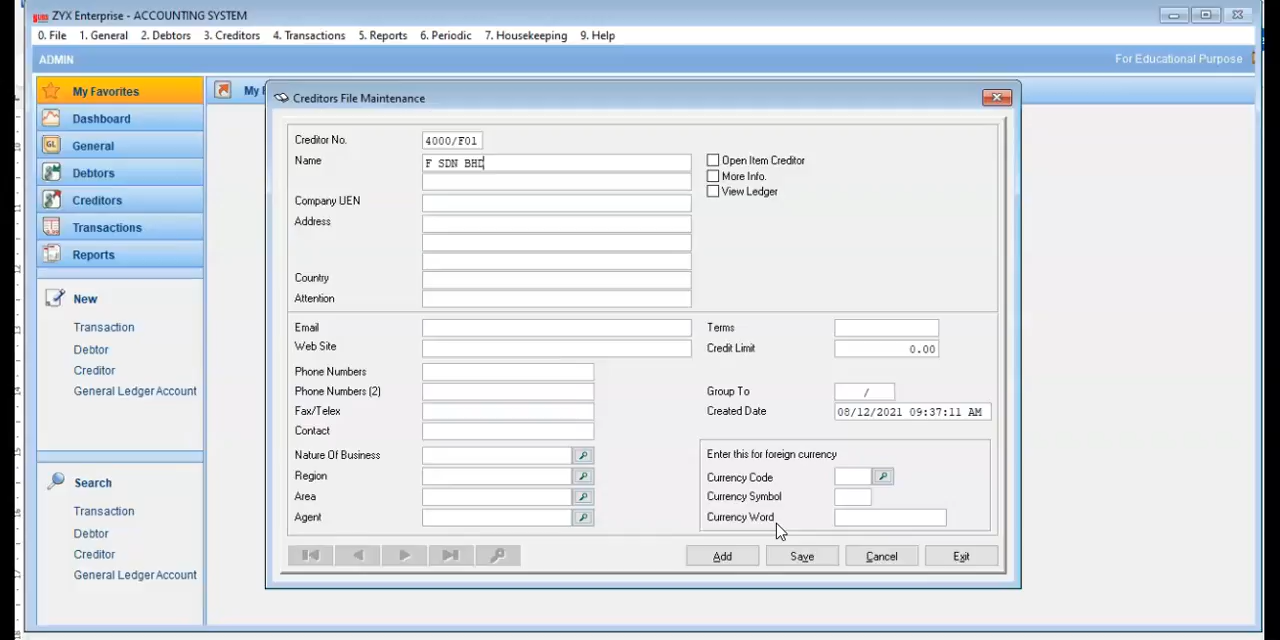 ZYX Enterprise - ACCOUNTING SYSTEM
0. File 1. General 2. Debtors 3. Creditors 4. Transactions 5. Reports 6. Periodic 7. Housekeeping 9. Help
ADMIN For Educational Purpose
My Favorites
Dashboard
General
Debtors
Creditors
Transactions
Reports
New
Transaction
Debtor
Creditor
General Ledger Account
Search
Transaction
Debtor
Creditor
General Ledger Account
My
Creditors File Maintenance
Creditor No. 4000/F01
Name F SDN BHD
Open Item Creditor
More Info.
View Ledger
Company UEN
Address
Country
Attention
Email
Web Site
Phone Numbers
Phone Numbers (2)
Fax/Telex
Contact
Nature Of Business
Region
Area
Agent
Terms
Credit Limit 0.00
Group To /
Created Date 08/12/2021 09:37:11 AM
Enter this for foreign currency
Currency Code
Currency Symbol
Currency Word
Add Save Cancel Exit